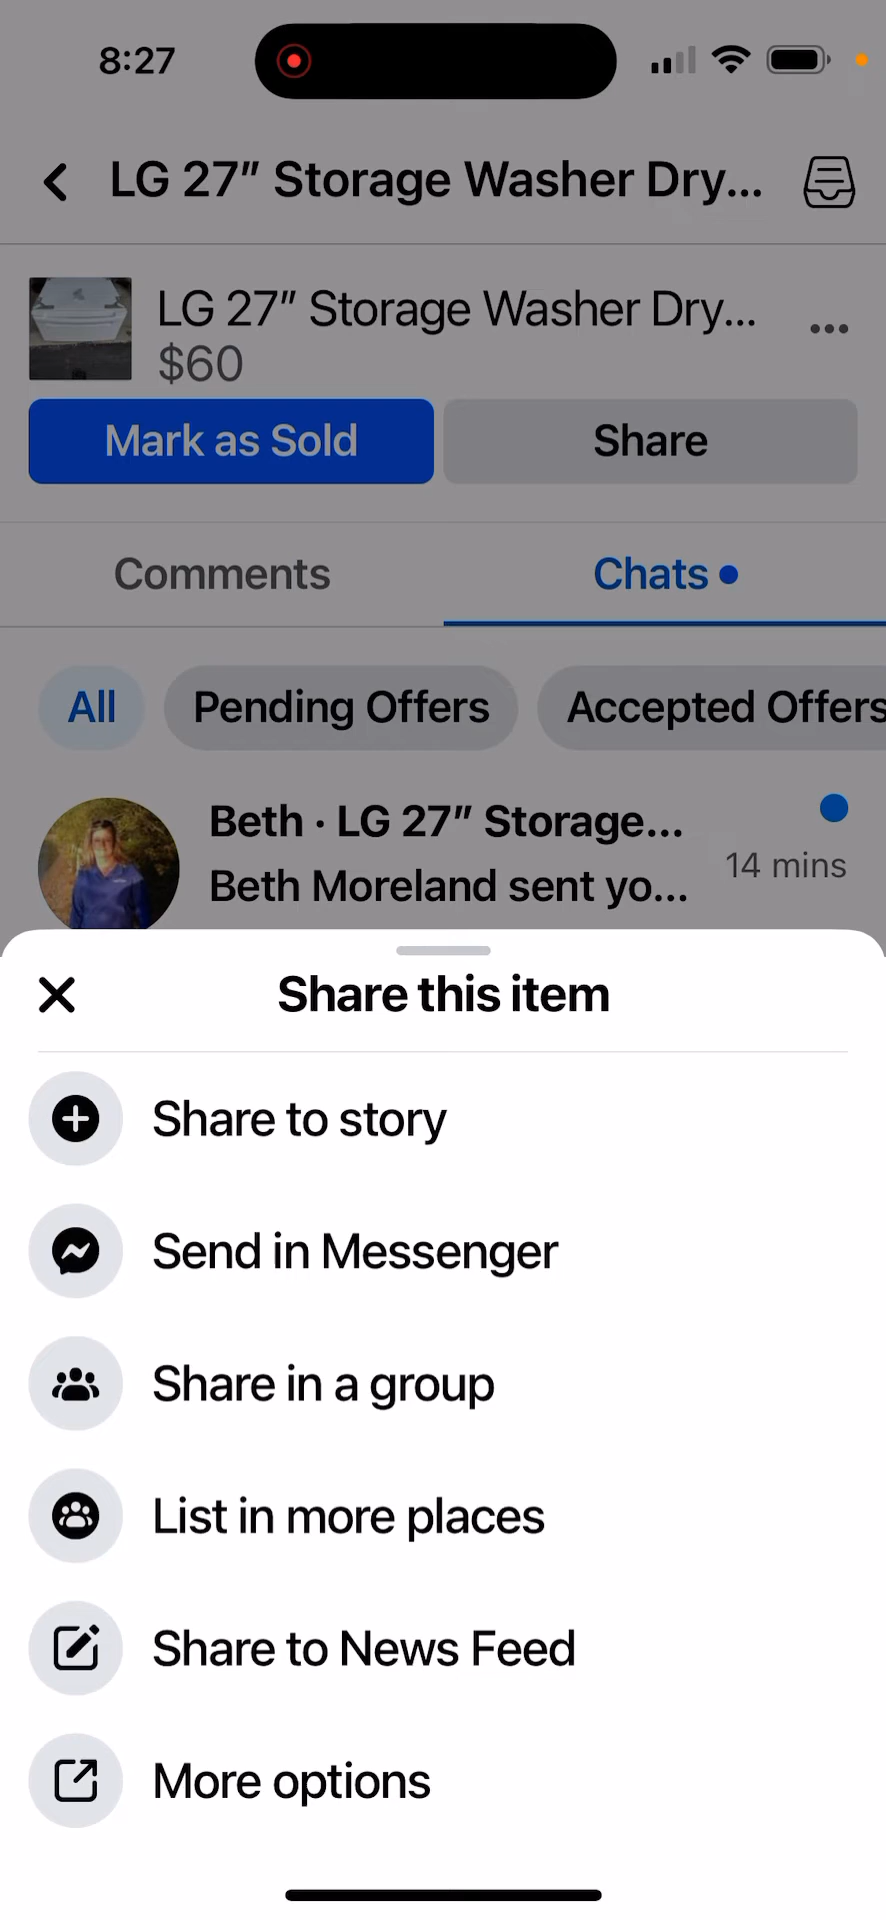 8:27
LG 27” Storage Washer Dry...
LG 27” Storage Washer Dry...
$60
Mark as Sold
Share
Comments
Chats
All
Pending Offers
Accepted Offers
Beth · LG 27” Storage...
Beth Moreland sent yo...
14 mins
Share this item
Share to story
Send in Messenger
Share in a group
List in more places
Share to News Feed
More options